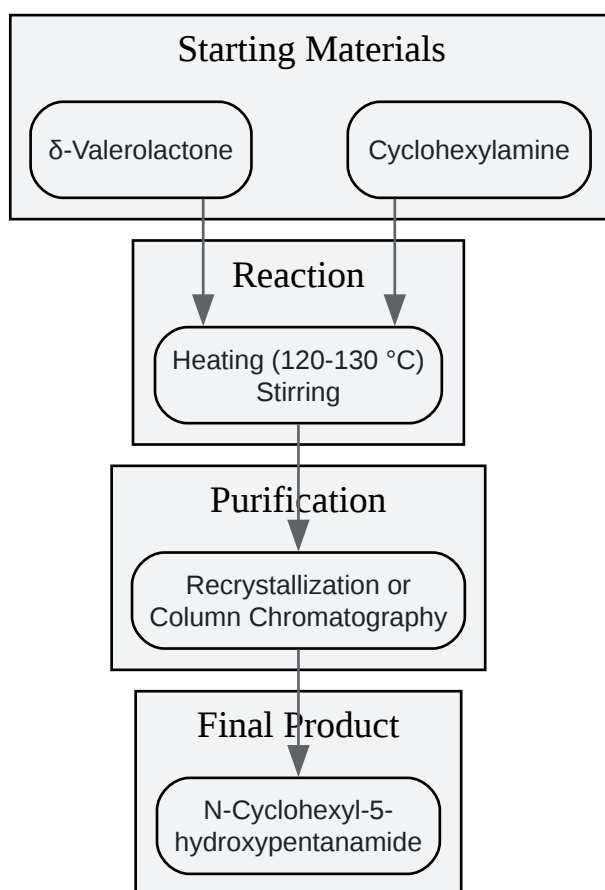 Starting Materials
δ-Valerolactone
Cyclohexylamine
Reaction
Heating (120-130 °C)
Stirring
Purification
Recrystallization or
Column Chromatography
Final Product
N-Cyclohexyl-5-
hydroxypentanamide